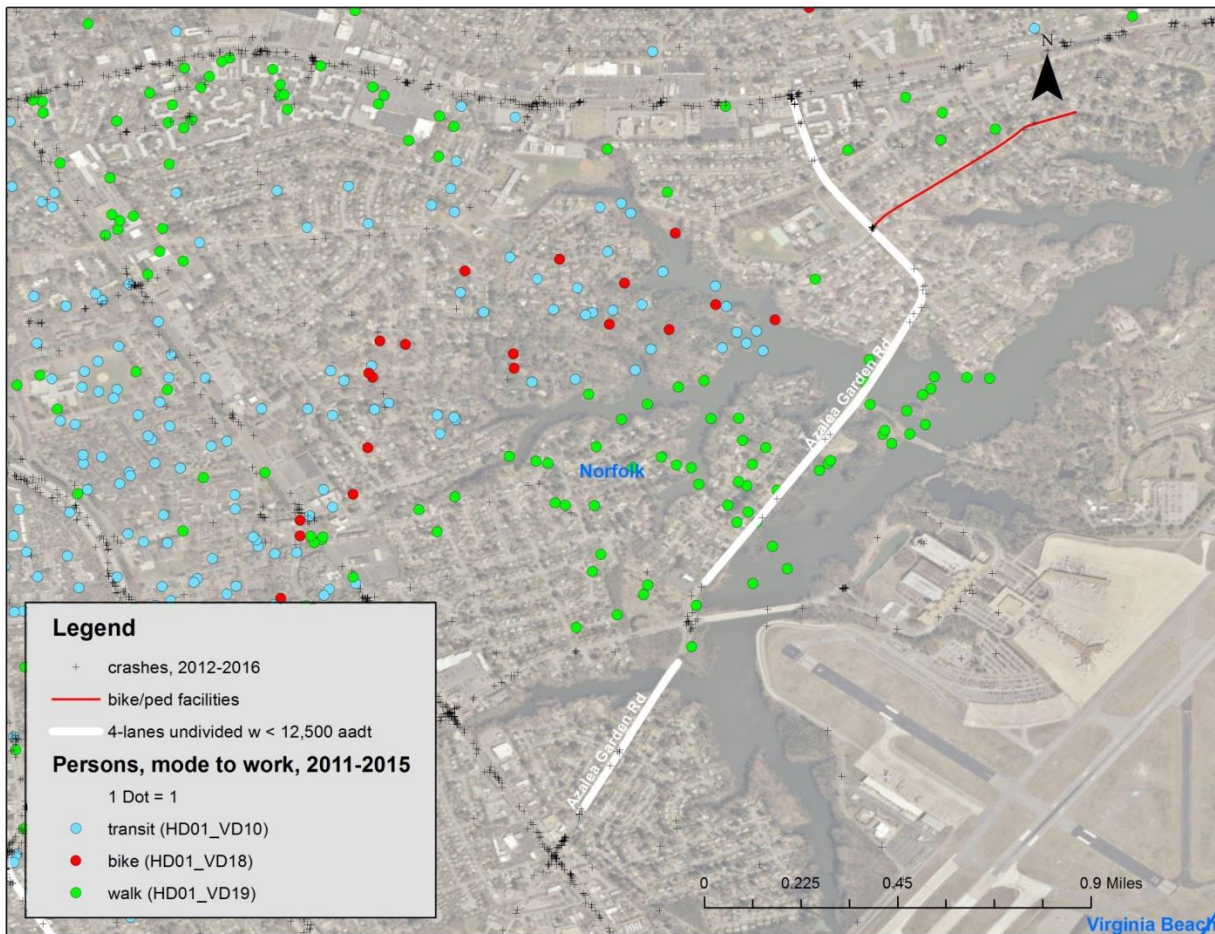 N
Azalea Garden Rd
Norfolk
Azalea Garden Rd
Legend
crashes, 2012-2016
bike/ped facilities
4-lanes undivided w < 12,500 aadt
Persons, mode to work, 2011-2015
1 Dot = 1
transit (HD01_VD10)
bike (HD01_VD18)
walk (HD01_VD19)
0 0.225 0.45 0.9 Miles
Virginia Beach